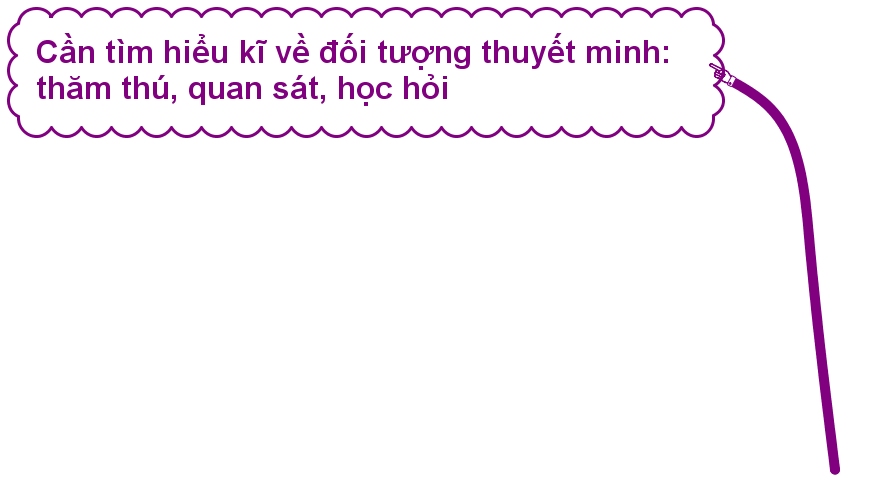 Cần tìm hiểu kĩ về đối tượng thuyết minh:
thăm thú, quan sát, học hỏi